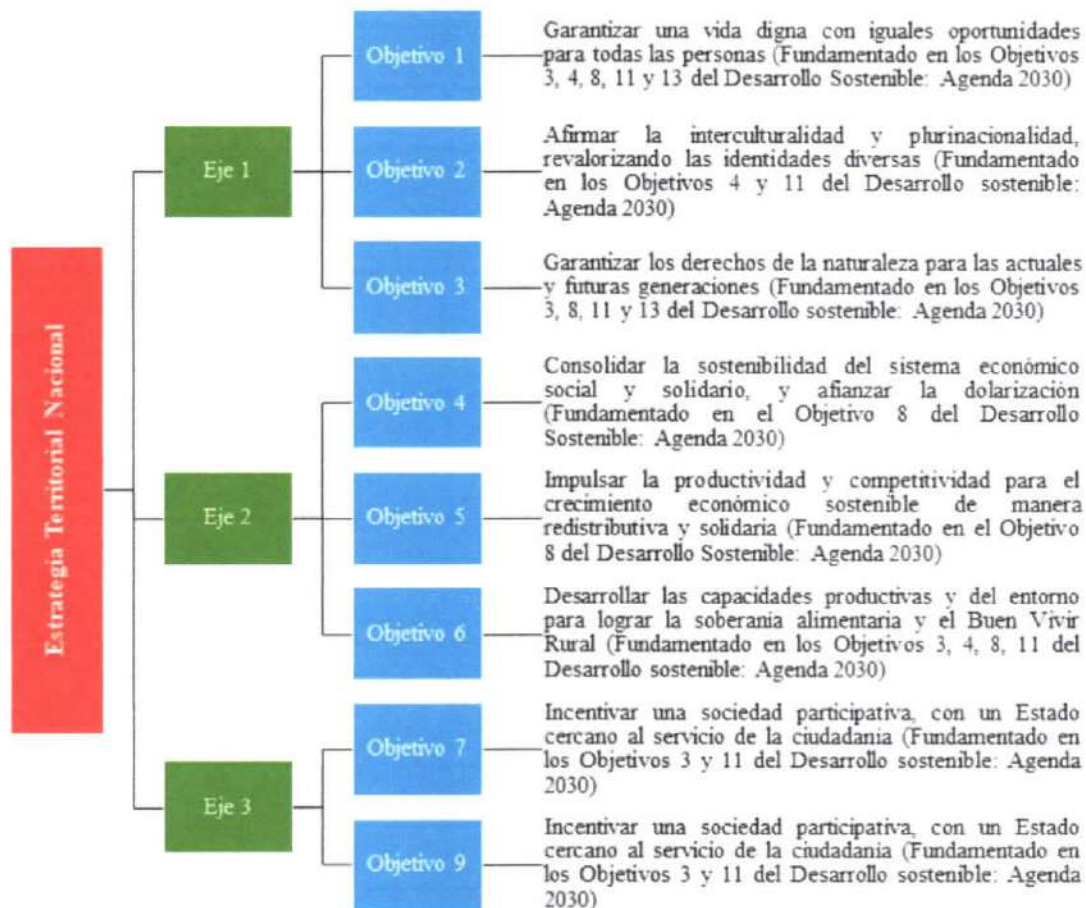 Estrategia Territorial Nacional
Eje 1
Objetivo 1
Garantizar una vida digna con iguales oportunidades
para todas las personas (Fundamentado en los Objetivos
3, 4, 8, 11 y 13 del Desarrollo Sostenible: Agenda 2030)
Objetivo 2
Afirmar la interculturalidad y plurinacionalidad,
revalorizando las identidades diversas (Fundamentado
en los Objetivos 4 y 11 del Desarrollo sostenible:
Agenda 2030)
Objetivo 3
Garantizar los derechos de la naturaleza para las actuales
y futuras generaciones (Fundamentado en los Objetivos
3, 8, 11 y 13 del Desarrollo sostenible: Agenda 2030)
Eje 2
Objetivo 4
Consolidar la sostenibilidad del sistema económico
social y solidario, y afianzar la dolarización
(Fundamentado en el Objetivo 8 del Desarrollo
Sostenible: Agenda 2030)
Objetivo 5
Impulsar la productividad y competitividad para el
crecimiento económico sostenible de manera
redistributiva y solidaria (Fundamentado en el Objetivo
8 del Desarrollo Sostenible: Agenda 2030)
Objetivo 6
Desarrollar las capacidades productivas y del entorno
para lograr la soberanía alimentaria y el Buen Vivir
Rural (Fundamentado en los Objetivos 3, 4, 8, 11 del
Desarrollo sostenible: Agenda 2030)
Eje 3
Objetivo 7
Incentivar una sociedad participativa, con un Estado
cercano al servicio de la ciudadanía (Fundamentado en
los Objetivos 3 y 11 del Desarrollo sostenible: Agenda
2030)
Objetivo 9
Incentivar una sociedad participativa, con un Estado
cercano al servicio de la ciudadanía (Fundamentado en
los Objetivos 3 y 11 del Desarrollo sostenible: Agenda
2030)